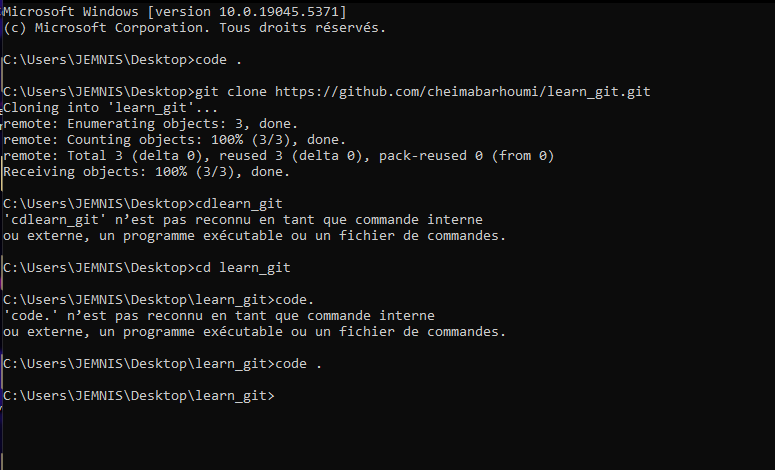 Microsoft Windows [version 10.0.19045.5371]
(c) Microsoft Corporation. Tous droits réservés.
C:\Users\JEMNIS\Desktop>code .
C:\Users\JEMNIS\Desktop>git clone https://github.com/cheimabarhoumi/learn_git.git
Cloning into 'learn_git'...
remote: Enumerating objects: 3, done.
remote: Counting objects: 100% (3/3), done.
remote: Total 3 (delta 0), reused 3 (delta 0), pack-reused 0 (from 0)
Receiving objects: 100% (3/3), done.
C:\Users\JEMNIS\Desktop>cdlearn_git
'cdlearn_git' n’est pas reconnu en tant que commande interne
ou externe, un programme exécutable ou un fichier de commandes.
C:\Users\JEMNIS\Desktop>cd learn_git
C:\Users\JEMNIS\Desktop\learn_git>code.
'code.' n’est pas reconnu en tant que commande interne
ou externe, un programme exécutable ou un fichier de commandes.
C:\Users\JEMNIS\Desktop\learn_git>code .
C:\Users\JEMNIS\Desktop\learn_git>